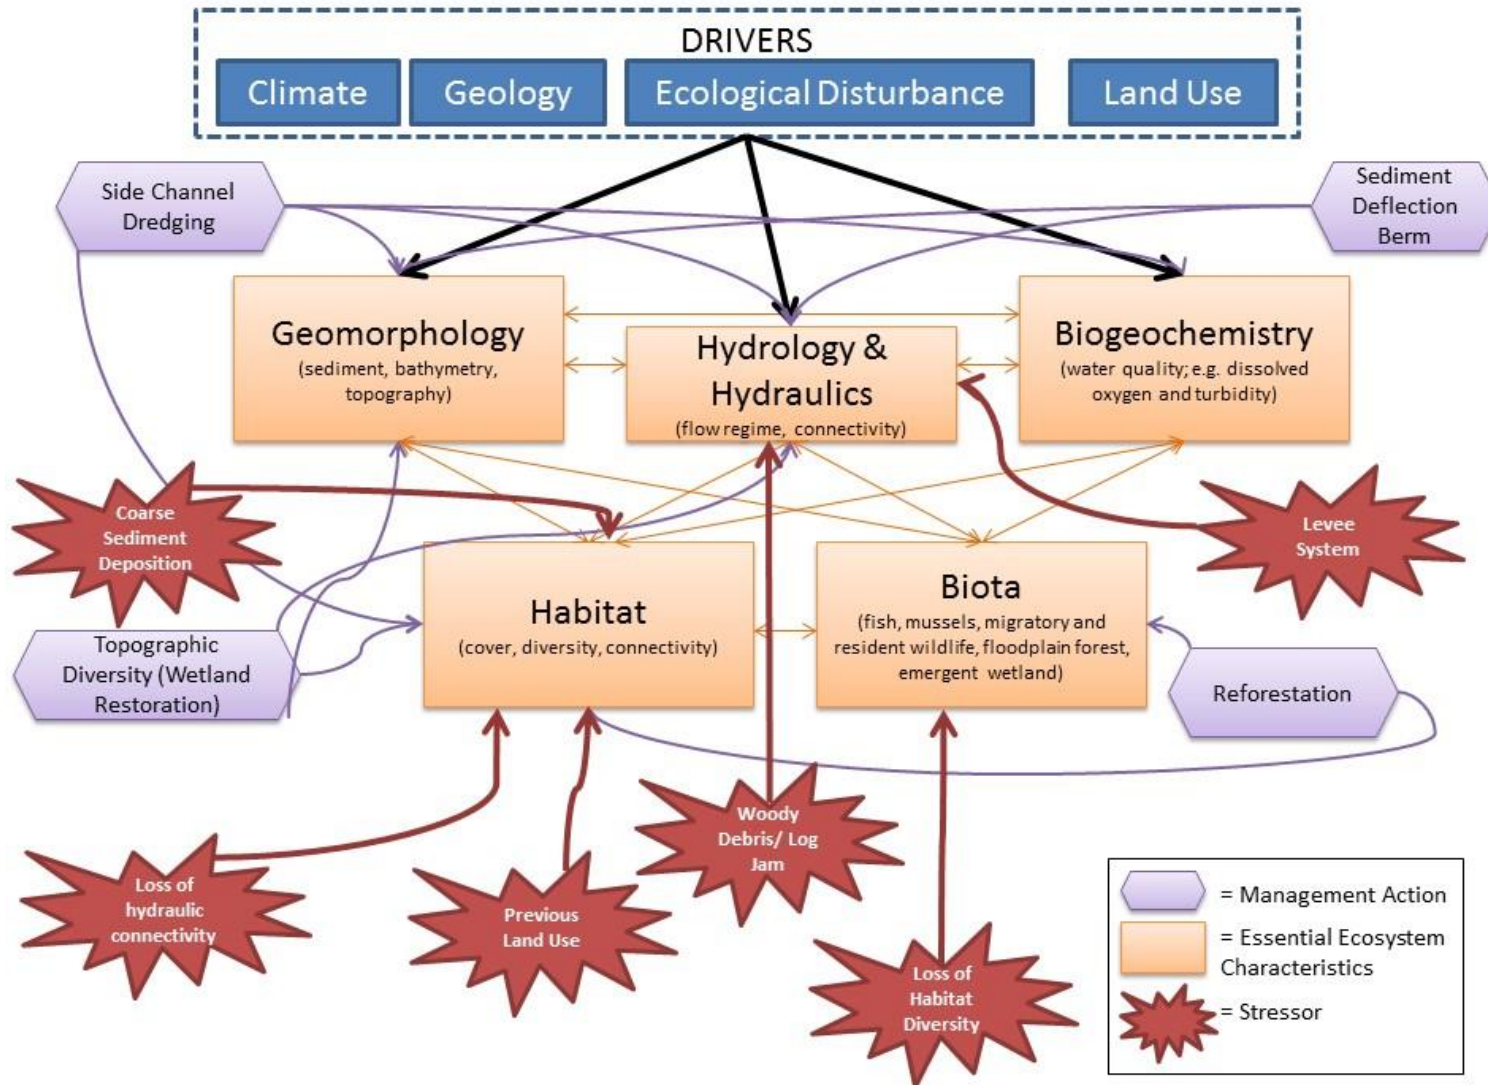 DRIVERS
Climate
Geology
Ecological Disturbance
Land Use
Side Channel
Dredging
Sediment
Deflection
Berm
Geomorphology
(sediment, bathymetry,
topography)
Hydrology &
Hydraulics
(flow regime, connectivity)
Biogeochemistry
(water quality; e.g. dissolved
oxygen and turbidity)
Coarse
Sediment
Deposition
Levee
System
Habitat
(cover, diversity, connectivity)
Biota
(fish, mussels, migratory and
resident wildlife, floodplain forest,
emergent wetland)
Topographic
Diversity (Wetland
Restoration)
Reforestation
Loss of
hydraulic
connectivity
Previous
Land Use
Woody
Debris/ Log
Jam
Loss of
Habitat
Diversity
= Management Action
= Essential Ecosystem
Characteristics
= Stressor